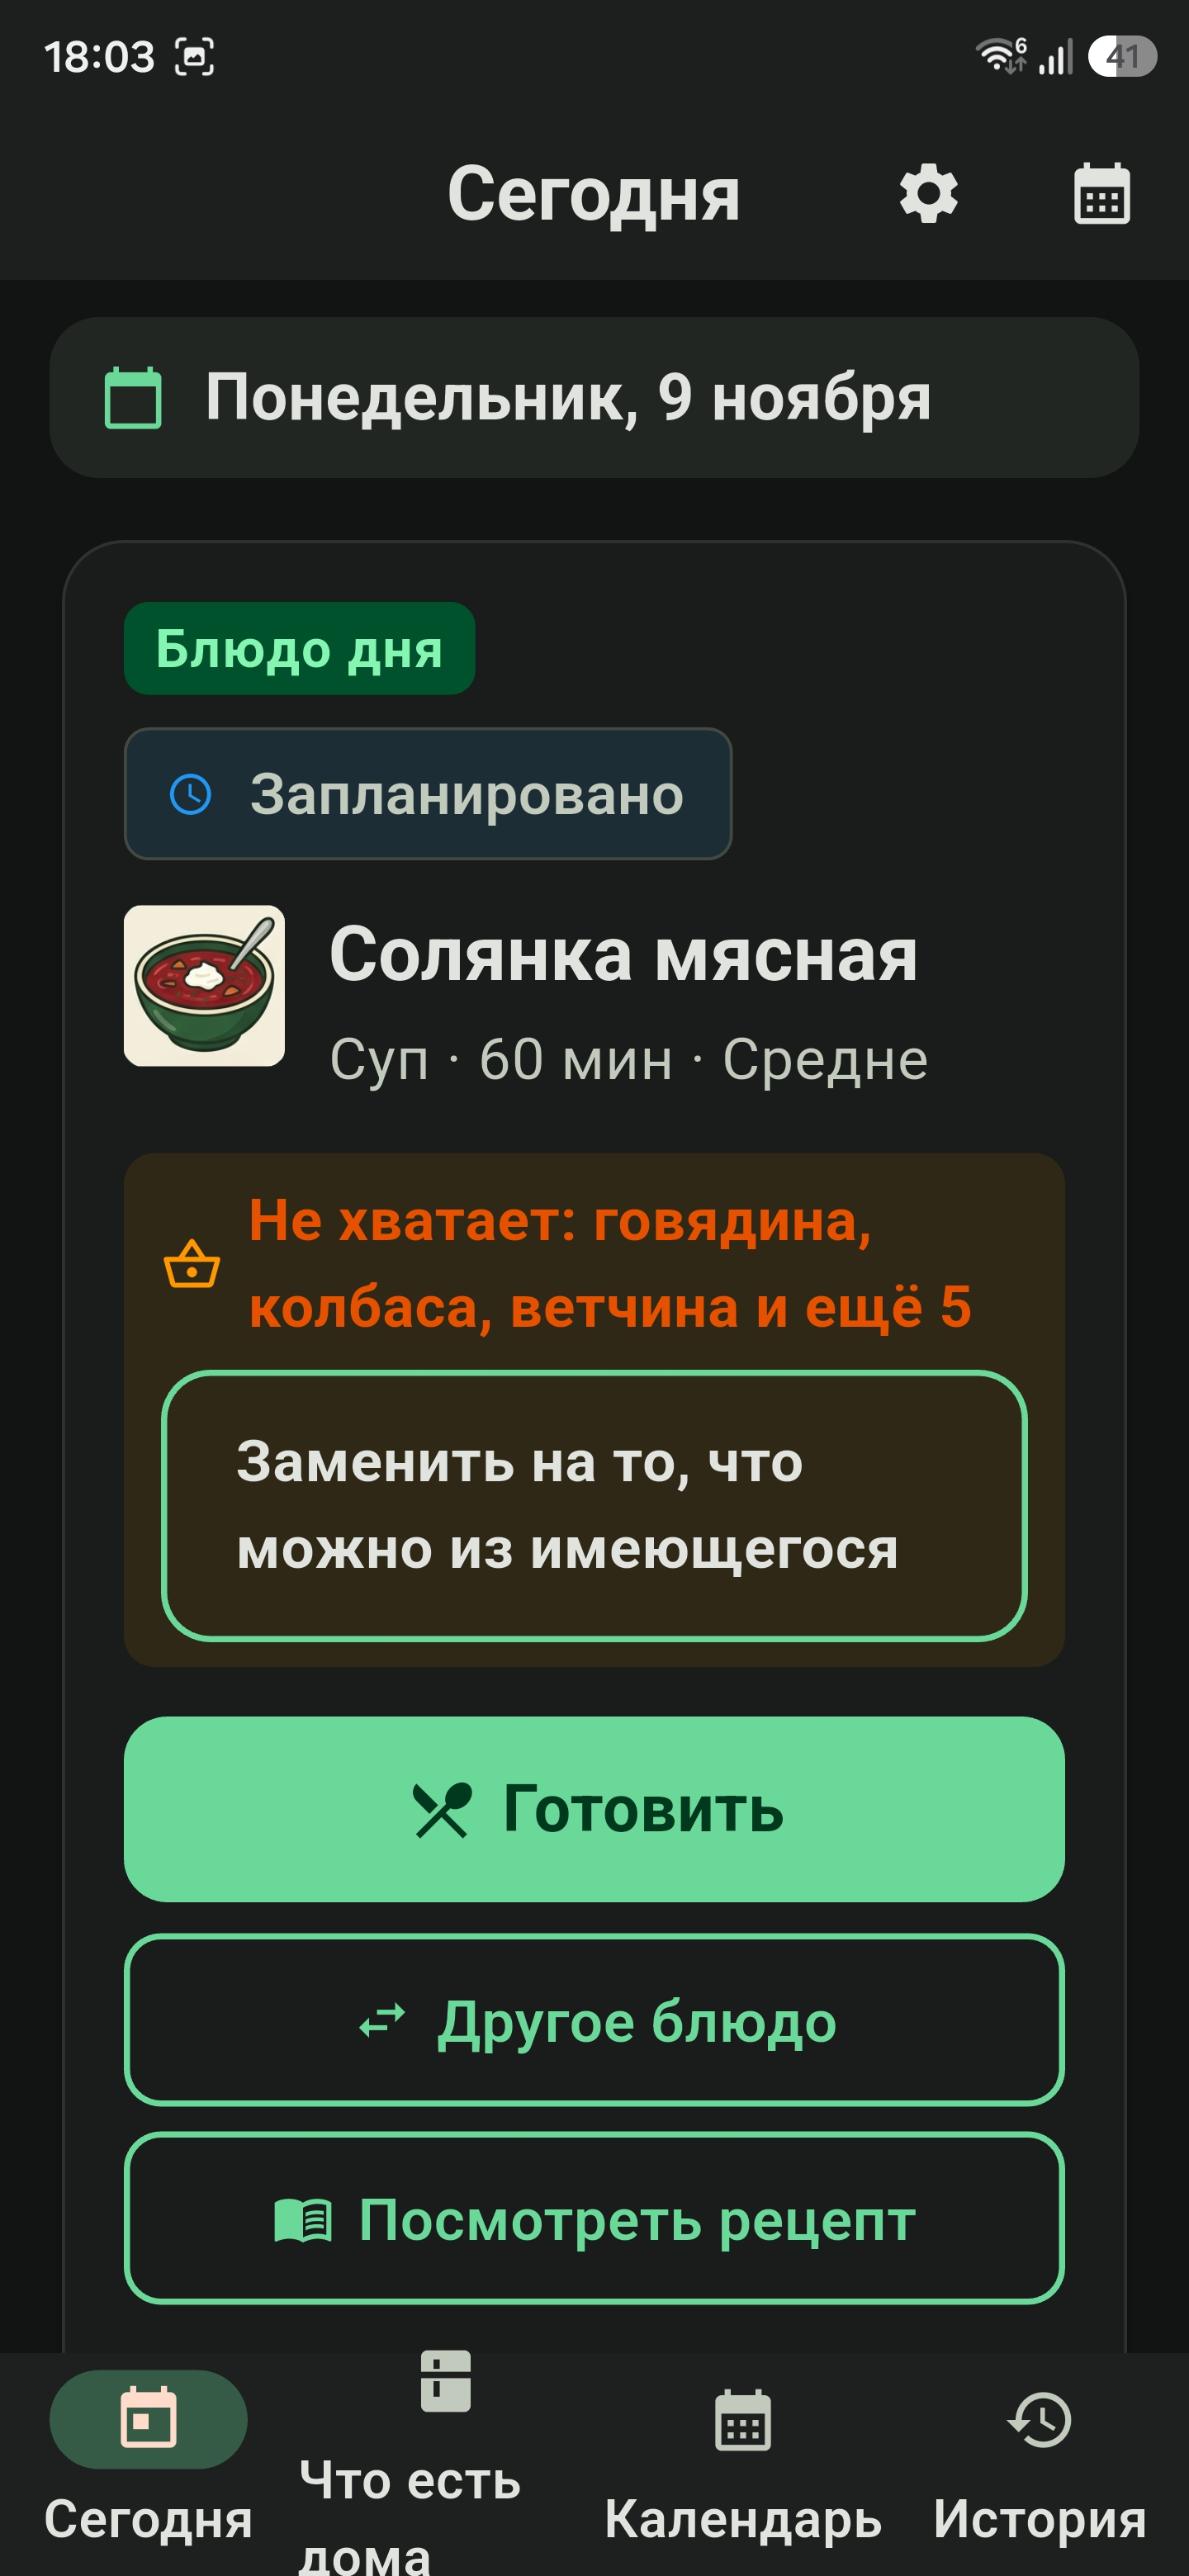 18:03
6
41
Сегодня
Понедельник, 9 ноября
Блюдо дня
Запланировано
Солянка мясная
Суп · 60 мин · Средне
Не хватает: говядина,
колбаса, ветчина и ещё 5
Заменить на то, что
можно из имеющегося
Готовить
Другое блюдо
Посмотреть рецепт
Сегодня
Что есть
дома
Календарь
История